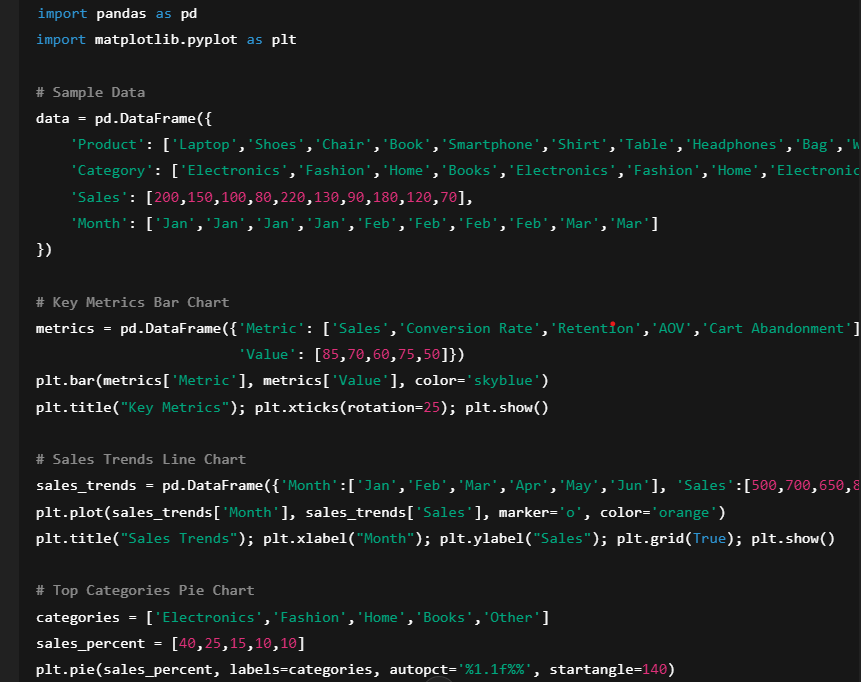 import pandas as pd
import matplotlib.pyplot as plt
# Sample Data
data = pd.DataFrame({
'Product': ['Laptop','Shoes','Chair','Book','Smartphone','Shirt','Table','Headphones','Bag','
'Category': ['Electronics','Fashion','Home','Books','Electronics','Fashion','Home','Electronic
'Sales': [200,150,100,80,220,130,90,180,120,70],
'Month': ['Jan','Jan','Jan','Jan','Feb','Feb','Feb','Feb','Mar','Mar']
})
# Key Metrics Bar Chart
metrics = pd.DataFrame({'Metric': ['Sales','Conversion Rate','Retention','AOV','Cart Abandonment']
'Value': [85,70,60,75,50]})
plt.bar(metrics['Metric'], metrics['Value'], color='skyblue')
plt.title("Key Metrics"); plt.xticks(rotation=25); plt.show()
# Sales Trends Line Chart
sales_trends = pd.DataFrame({'Month':['Jan','Feb','Mar','Apr','May','Jun'], 'Sales':[500,700,650,
plt.plot(sales_trends['Month'], sales_trends['Sales'], marker='o', color='orange')
plt.title("Sales Trends"); plt.xlabel("Month"); plt.ylabel("Sales"); plt.grid(True); plt.show()
# Top Categories Pie Chart
categories = ['Electronics','Fashion','Home','Books','Other']
sales_percent = [40,25,15,10,10]
plt.pie(sales_percent, labels=categories, autopct='%1.1f%%', startangle=140)